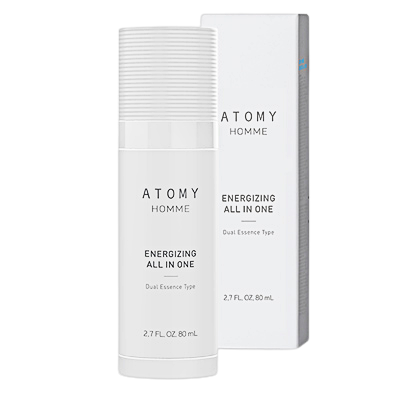 ATOMY
HOMME
ENERGIZING
ALL IN ONE
Dual Essence Type
2.7 FL. OZ. 80 mL
ATOMY
HOMME
ENERGIZING
ALL IN ONE
Dual Essence Type
2.7 FL. OZ. 80 mL